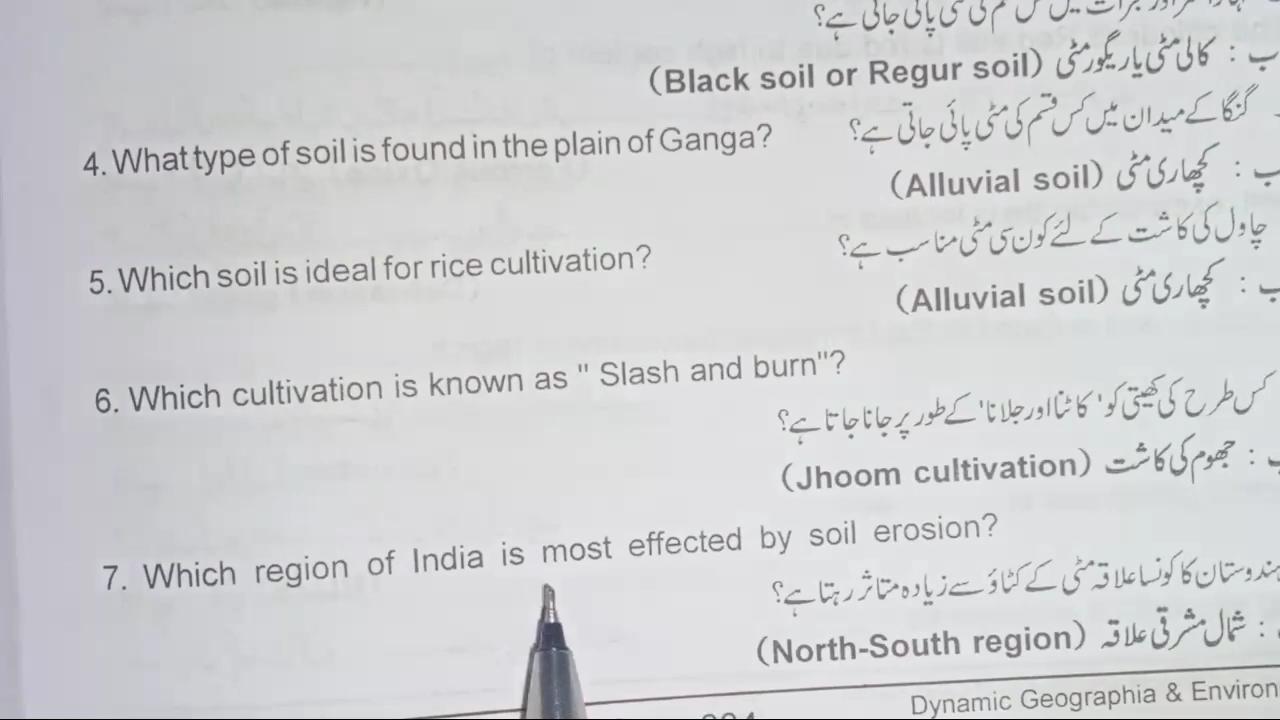 پائی جاتی ہے؟
ب : کالی مٹی یا ریگور مٹی (Black soil or Regur soil)
4. What type of soil is found in the plain of Ganga?
گنگا کے میدان میں کس قسم کی مٹی پائی جاتی ہے؟
ب : کچھاری مٹی (Alluvial soil)
5. Which soil is ideal for rice cultivation?
چاول کی کاشت کے لئے کون سی مٹی مناسب ہے؟
ب : کچھاری مٹی (Alluvial soil)
6. Which cultivation is known as " Slash and burn"?
کس طرح کی کھیتی کو 'کاٹنا اور جلانا' کے طور پر جانا جاتا ہے؟
ب : جھوم کی کاشت (Jhoom cultivation)
7. Which region of India is most effected by soil erosion?
ہندوستان کا کونسا علاقہ مٹی کے کٹاؤ سے زیادہ متاثر رہتا ہے؟
: شمال مشرقی علاقہ (North-South region)
Dynamic Geographia & Environ